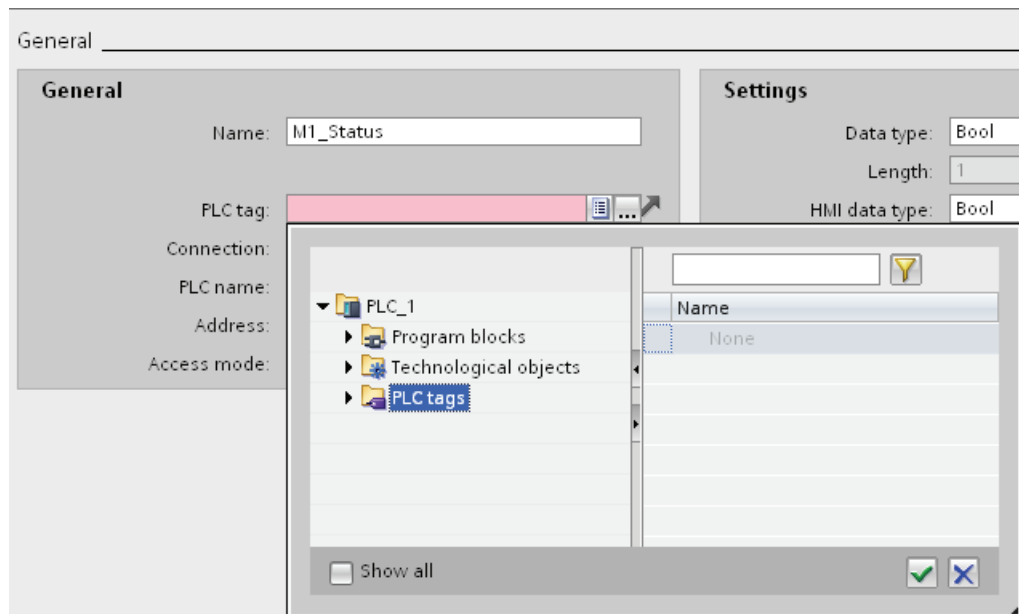 General
General
Settings
Name: M1_Status
Data type: Bool
Length: 1
PLC tag:
...
HMI data type: Bool
Connection:
PLC name:
Address:
Access mode:
PLC_1
Name
Program blocks
None
Technological objects
PLC tags
Show all